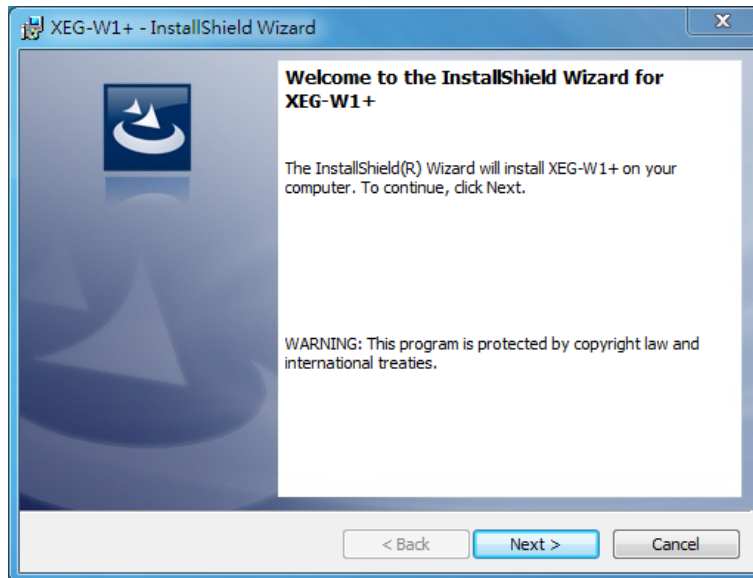 XEG-W1+ - InstallShield Wizard
Welcome to the InstallShield Wizard for
XEG-W1+
The InstallShield(R) Wizard will install XEG-W1+ on your
computer. To continue, click Next.
WARNING: This program is protected by copyright law and
international treaties.
< Back
Next >
Cancel